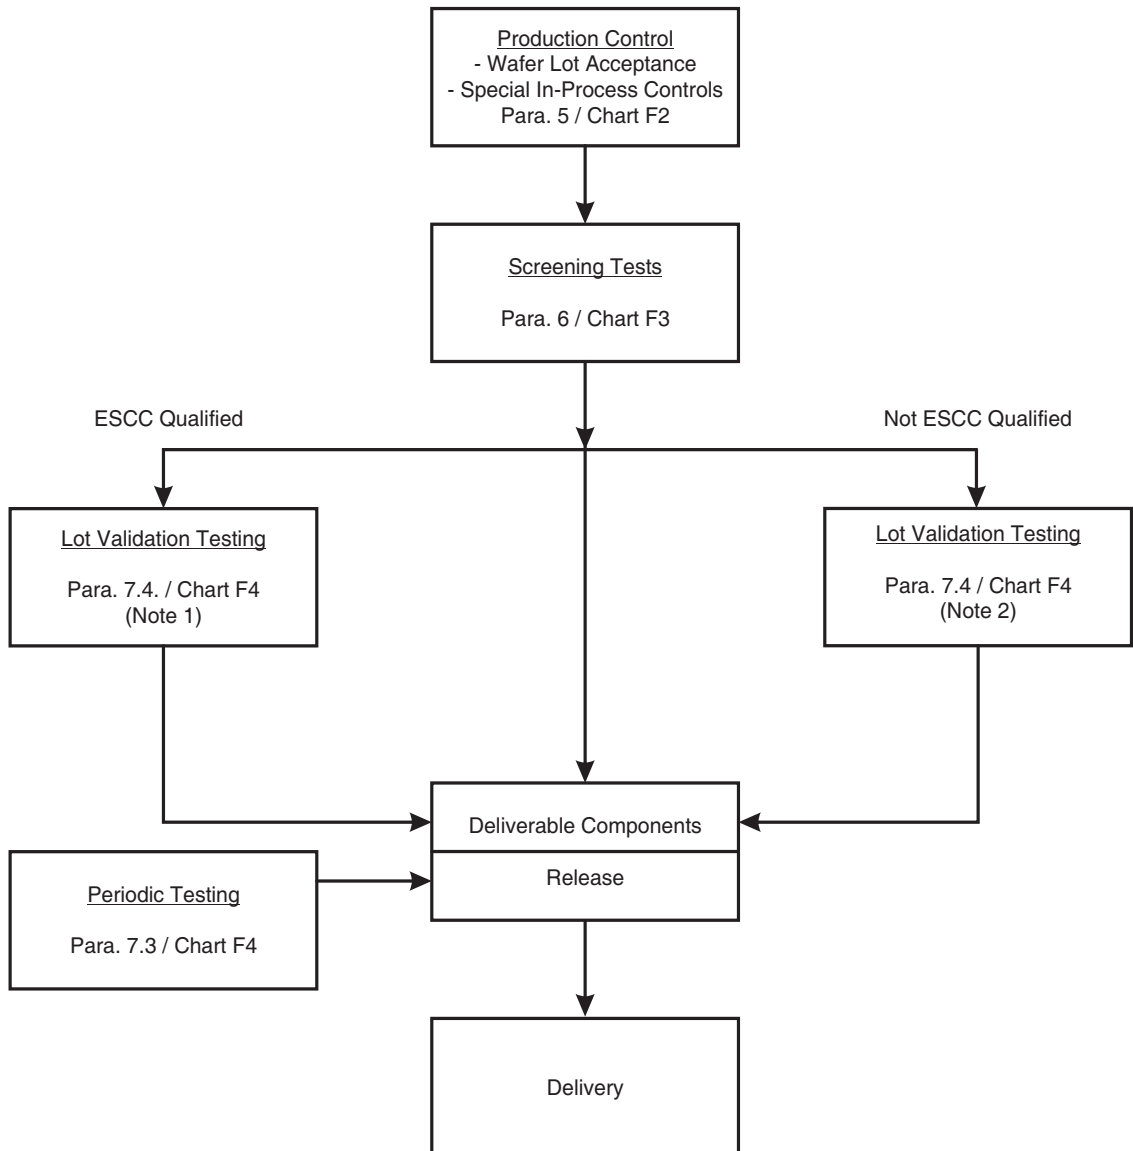 Production Control
- Wafer Lot Acceptance
- Special In-Process Controls
Para. 5 / Chart F2
Screening Tests
Para. 6 / Chart F3
ESCC Qualified
Not ESCC Qualified
Lot Validation Testing
Para. 7.4. / Chart F4
(Note 1)
Lot Validation Testing
Para. 7.4 / Chart F4
(Note 2)
Deliverable Components
Release
Periodic Testing
Para. 7.3 / Chart F4
Delivery